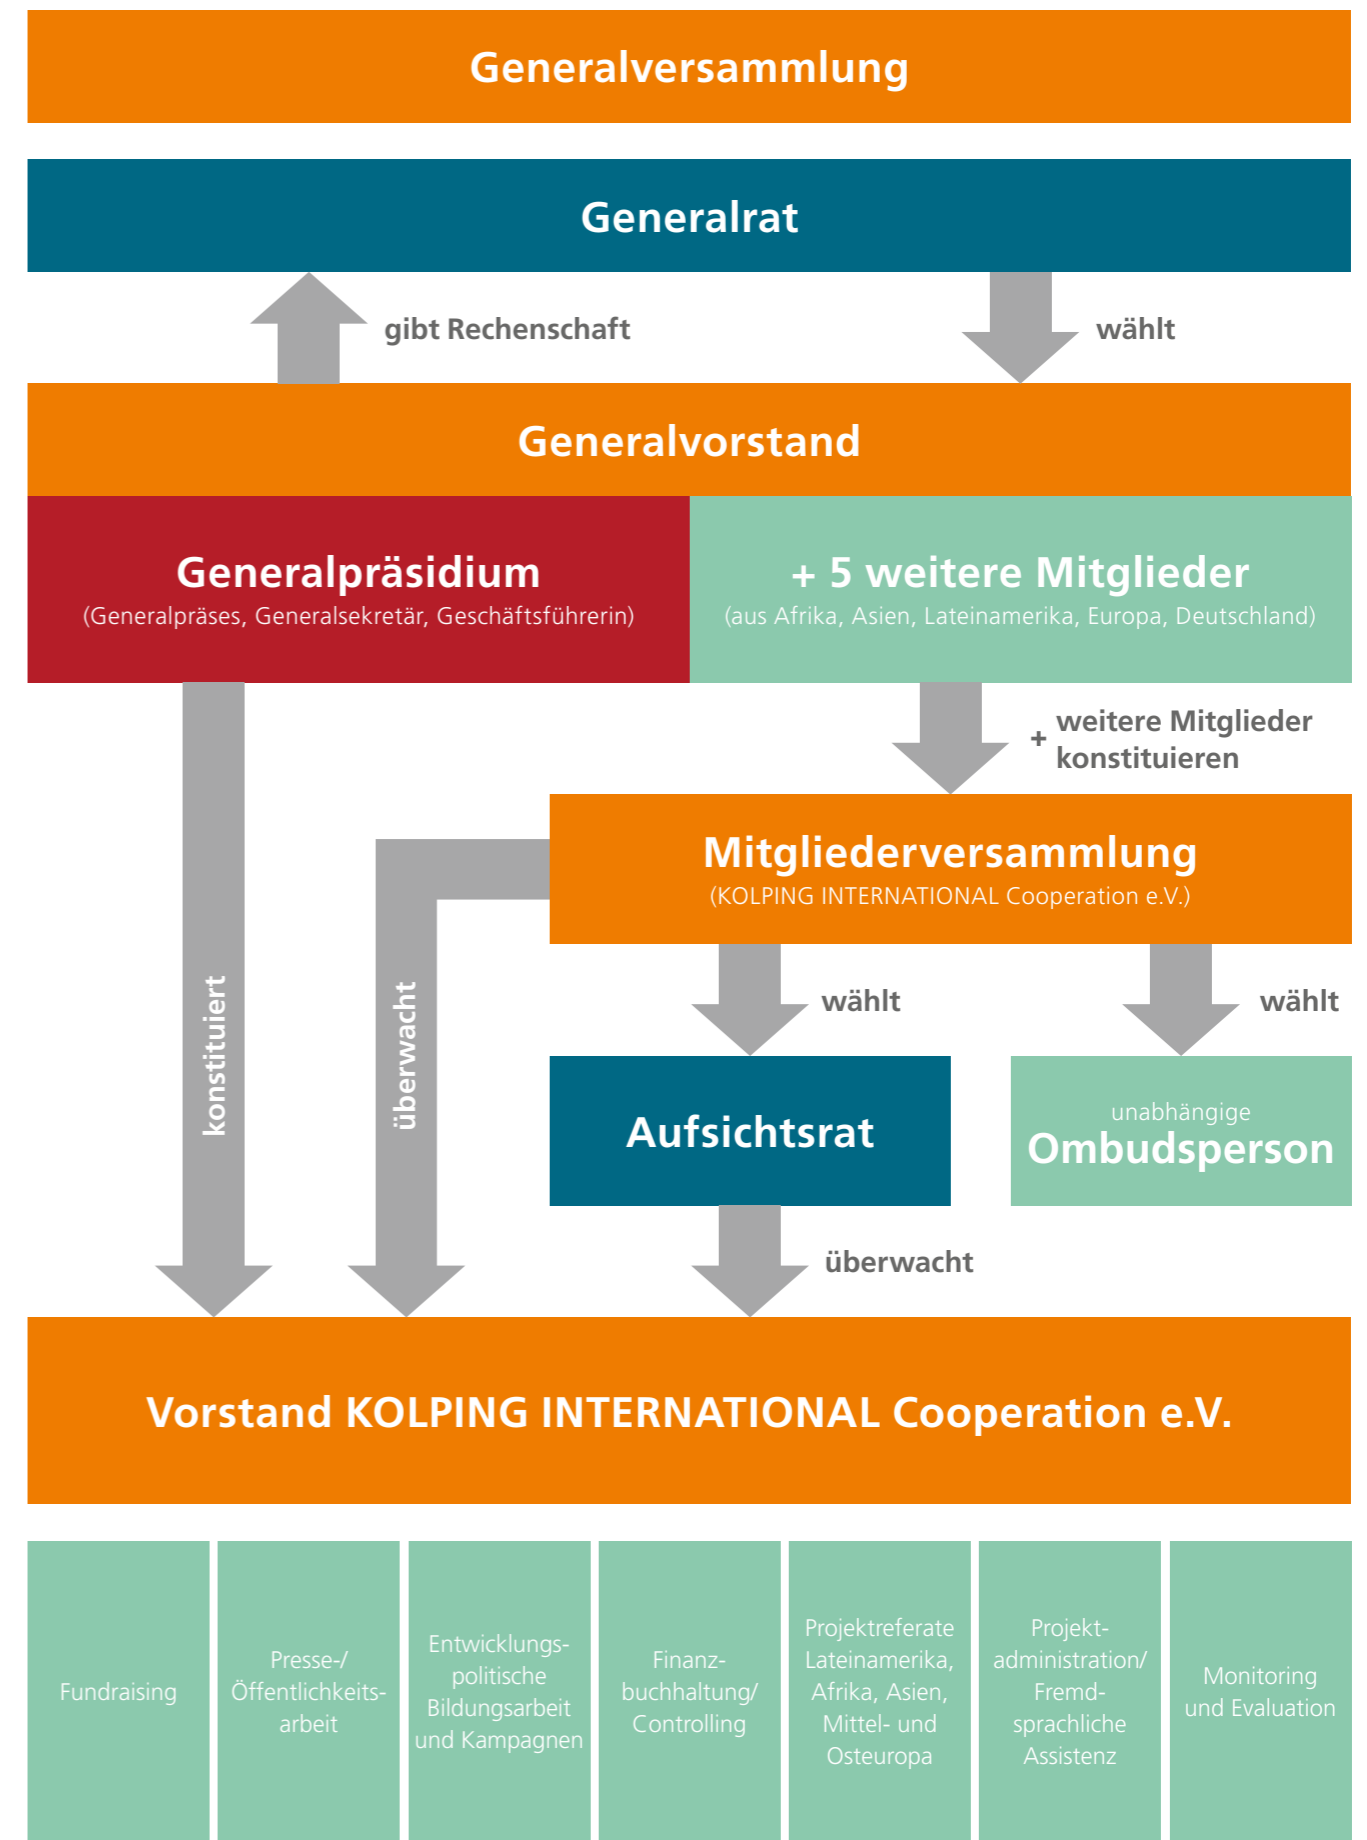 Generalversammlung
Generalrat
gibt Rechenschaft
wählt
Generalvorstand
Generalpräsidium
(Generalpräses, Generalsekretär, Geschäftsführerin)
+ 5 weitere Mitglieder
(aus Afrika, Asien, Lateinamerika, Europa, Deutschland)
+ weitere Mitglieder
konstituieren
Mitgliederversammlung
(KOLPING INTERNATIONAL Cooperation e.V.)
konstituiert
überwacht
wählt
wählt
Aufsichtsrat
unabhängige
Ombudsperson
überwacht
Vorstand KOLPING INTERNATIONAL Cooperation e.V.
Fundraising
Presse-/
Öffentlichkeits-
arbeit
Entwicklungs-
politische
Bildungsarbeit
und Kampagnen
Finanz-
buchhaltung/
Controlling
Projektreferate
Lateinamerika,
Afrika, Asien,
Mittel- und
Osteuropa
Projekt-
administration/
Fremd-
sprachliche
Assistenz
Monitoring
und Evaluation